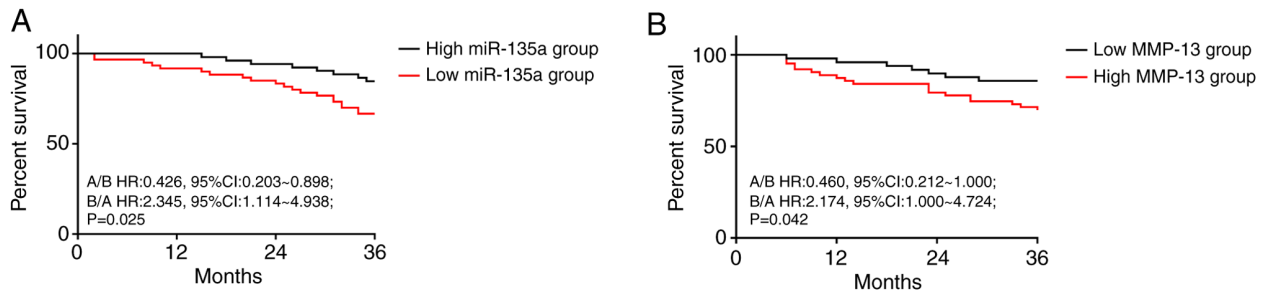 A
Percent survival
100
50
0
0 12 24 36
Months
High miR-135a group
Low miR-135a group
A/B HR:0.426, 95%CI:0.203~0.898;
B/A HR:2.345, 95%CI:1.114~4.938;
P=0.025
B
Percent survival
100
50
0
0 12 24 36
Months
Low MMP-13 group
High MMP-13 group
A/B HR:0.460, 95%CI:0.212~1.000;
B/A HR:2.174, 95%CI:1.000~4.724;
P=0.042